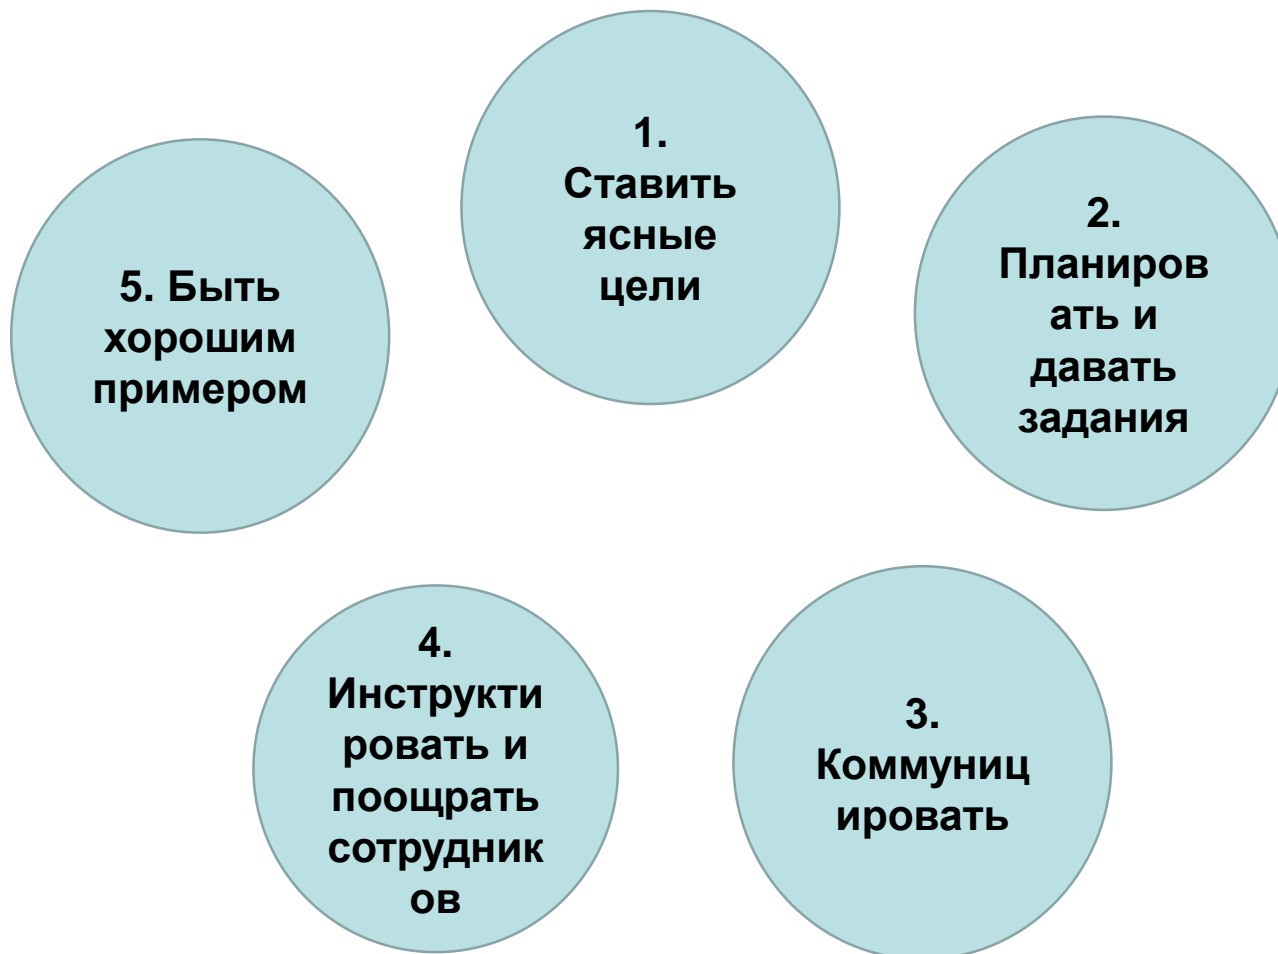 1.
Ставить
ясные
цели
2.
Планиров
ать и
давать
задания
3.
Коммуниц
ировать
4.
Инструкти
ровать и
поощрать
сотрудник
ов
5. Быть
хорошим
примером